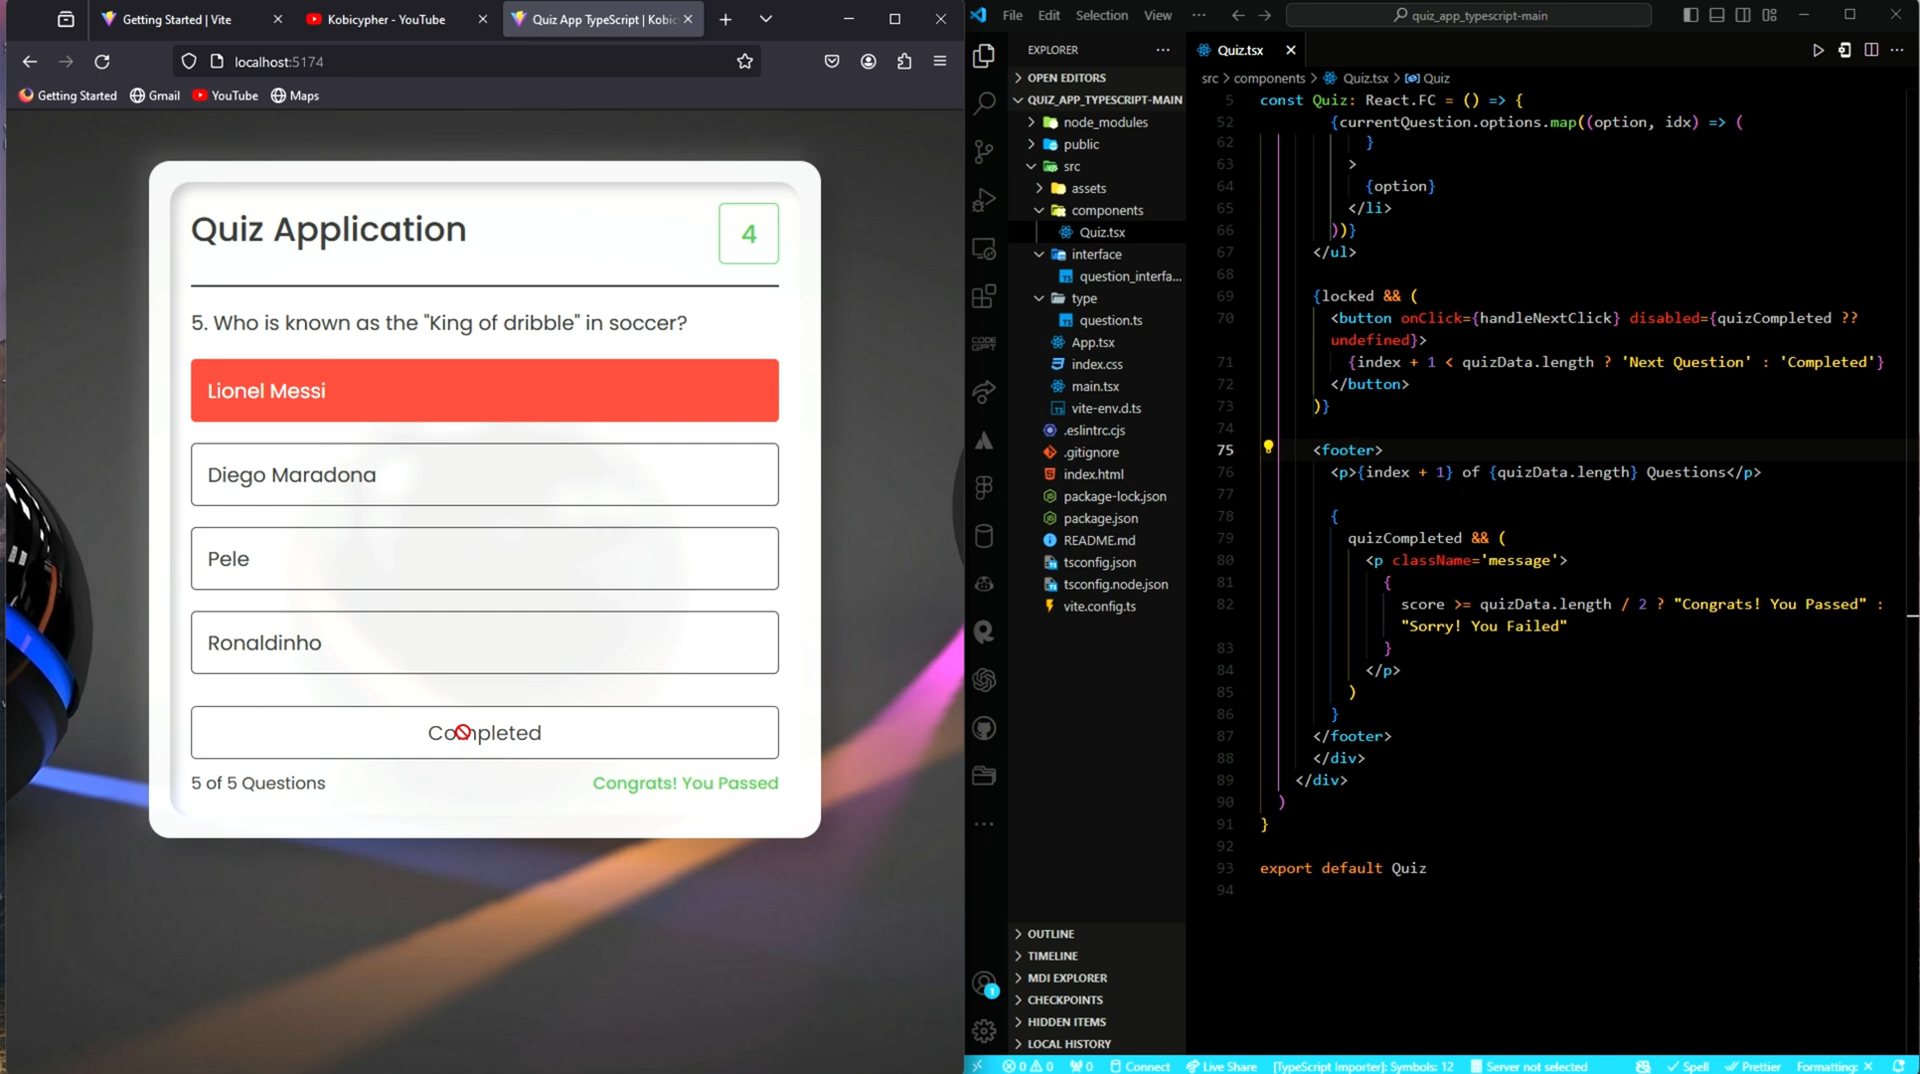 Getting Started | Vite
Kobicypher - YouTube
Quiz App TypeScript | Kobic
localhost:5174
Getting Started
Gmail
YouTube
Maps
Quiz Application
4
5. Who is known as the "King of dribble" in soccer?
Lionel Messi
Diego Maradona
Pele
Ronaldinho
Completed
5 of 5 Questions
Congrats! You Passed
File Edit Selection View ···
quiz_app_typescript-main
EXPLORER
OPEN EDITORS
QUIZ_APP_TYPESCRIPT-MAIN
node_modules
public
src
assets
components
Quiz.tsx
interface
question_interfa...
type
question.ts
App.tsx
index.css
main.tsx
vite-env.d.ts
.eslintrc.cjs
.gitignore
index.html
package-lock.json
package.json
README.md
tsconfig.json
tsconfig.node.json
vite.config.ts
OUTLINE
TIMELINE
MDI EXPLORER
CHECKPOINTS
HIDDEN ITEMS
LOCAL HISTORY
CODE
GPT
1
Quiz.tsx
src > components > Quiz.tsx > Quiz
5 const Quiz: React.FC = () => {
52 {currentQuestion.options.map((option, idx) => (
62 }
63 >
64 {option}
65 </li>
66 ))}
67 </ul>
68
69 {locked && (
70 <button onClick={handleNextClick} disabled={quizCompleted ??
undefined}>
71 {index + 1 < quizData.length ? 'Next Question' : 'Completed'}
72 </button>
73 )}
74
75 <footer>
76 <p>{index + 1} of {quizData.length} Questions</p>
77
78 {
79 quizCompleted && (
80 <p className='message'>
81 {
82 score >= quizData.length / 2 ? "Congrats! You Passed" :
"Sorry! You Failed"
83 }
84 </p>
85 )
86 }
87 </footer>
88 </div>
89 </div>
90 )
91 }
92
93 export default Quiz
94
0 0 0 Connect Live Share [TypeScript Importer]: Symbols: 12 Server not selected Spell Prettier Formatting: ×